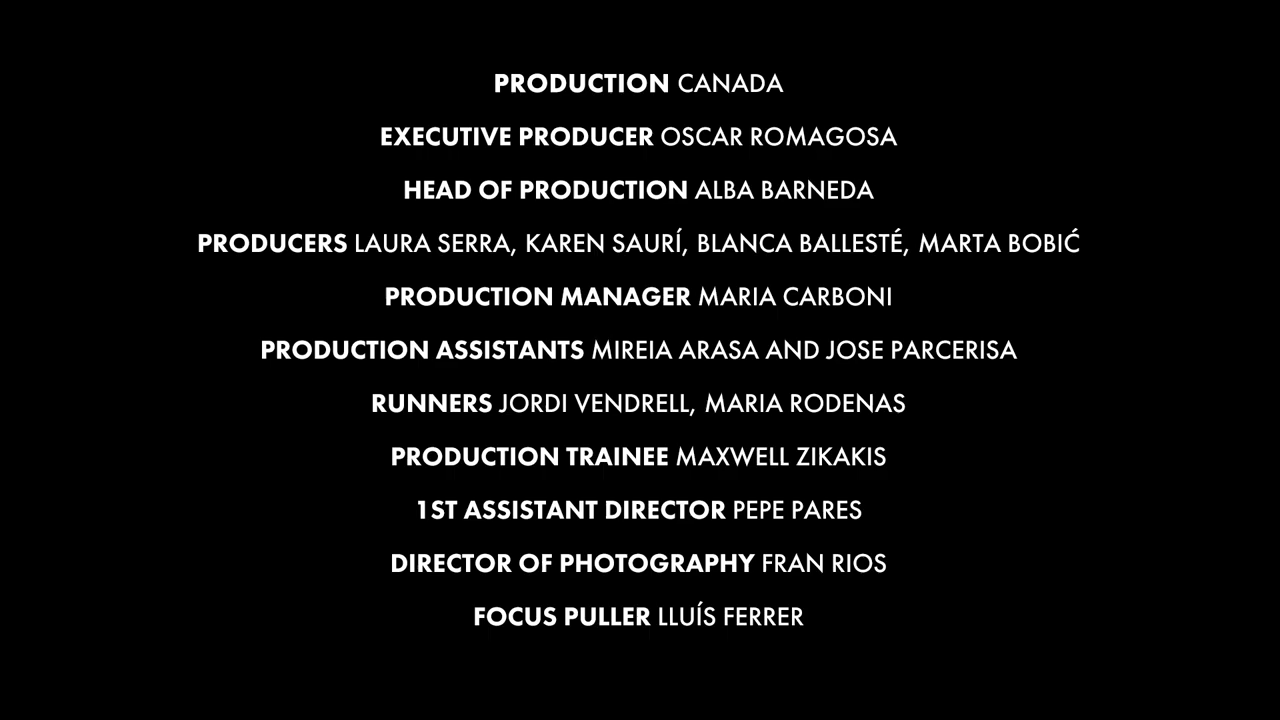 PRODUCTION CANADA
EXECUTIVE PRODUCER OSCAR ROMAGOSA
HEAD OF PRODUCTION ALBA BARNEDA
PRODUCERS LAURA SERRA, KAREN SAURÍ, BLANCA BALLESTÉ, MARTA BOBIĆ
PRODUCTION MANAGER MARIA CARBONI
PRODUCTION ASSISTANTS MIREIA ARASA AND JOSE PARCERISA
RUNNERS JORDI VENDRELL, MARIA RODENAS
PRODUCTION TRAINEE MAXWELL ZIKAKIS
1ST ASSISTANT DIRECTOR PEPE PARES
DIRECTOR OF PHOTOGRAPHY FRAN RIOS
FOCUS PULLER LLUÍS FERRER